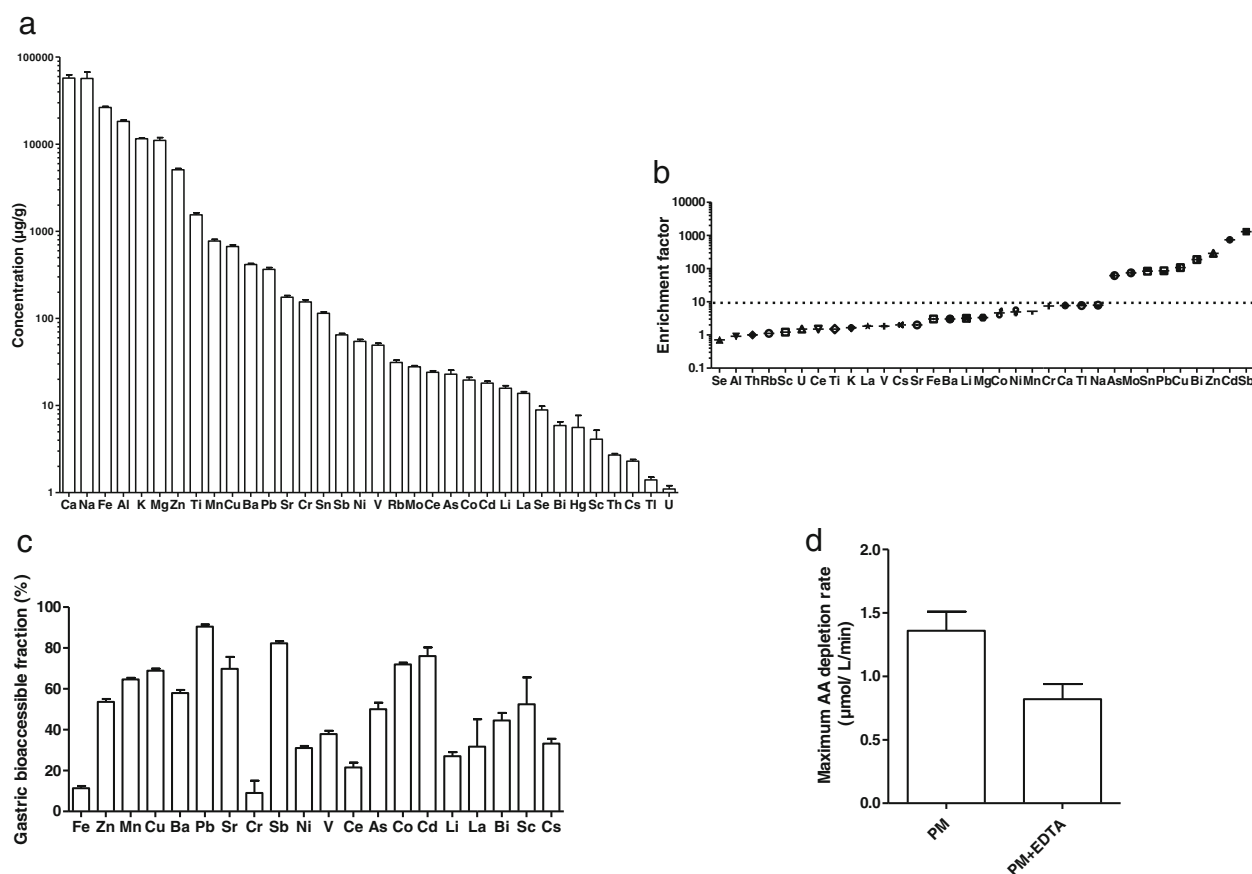 a
Concentration (µg/g)
100000
10000
1000
100
10
1
Ca Na Fe Al K Mg Zn Ti Mn Cu Ba Pb Sr Cr Sn Sb Ni V Rb Mo Ce As Co Cd Li La Se Bi Hg Sc Th Cs Tl U
b
Enrichment factor
10000
1000
100
10
1
0.1
Se Al Th Rb Sc U Ce Ti K La V Cs Sr Fe Ba Li Mg Co Ni Mn Cr Ca Tl Na As Mo Sn Pb Cu Bi Zn Cd Sb
c
Gastric bioaccessible fraction (%)
100
80
60
40
20
0
Fe Zn Mn Cu Ba Pb Sr Cr Sb Ni V Ce As Co Cd Li La Bi Sc Cs
d
Maximum AA depletion rate
(µmol/ L/min)
2.0
1.5
1.0
0.5
0.0
PM
PM+EDTA